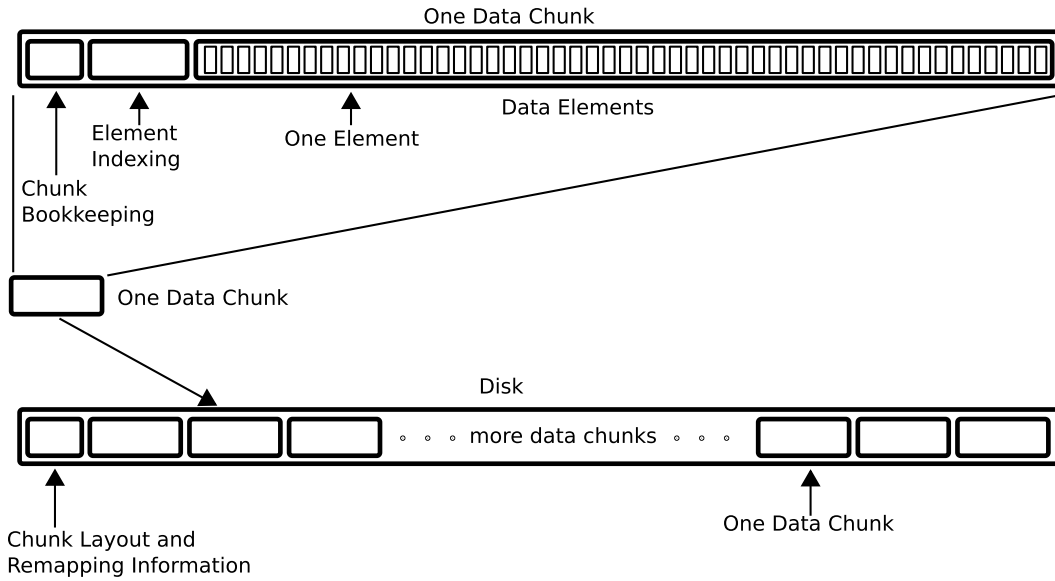 One Data Chunk
Data Elements
Element
Indexing
One Element
Chunk
Bookkeeping
One Data Chunk
Disk
more data chunks
One Data Chunk
Chunk Layout and
Remapping Information